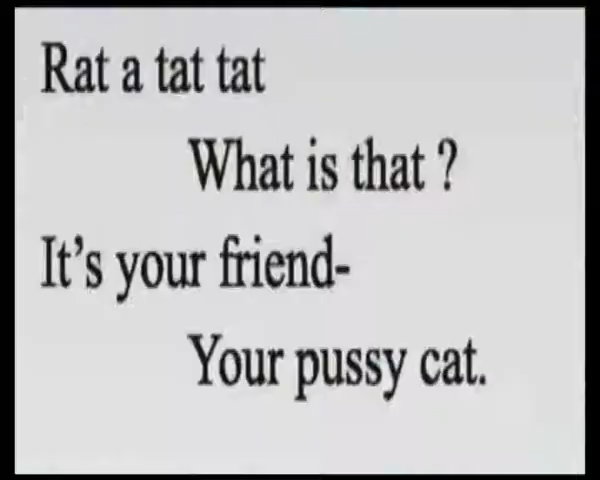 Rat a tat tat
What is that ?
It's your friend-
Your pussy cat.